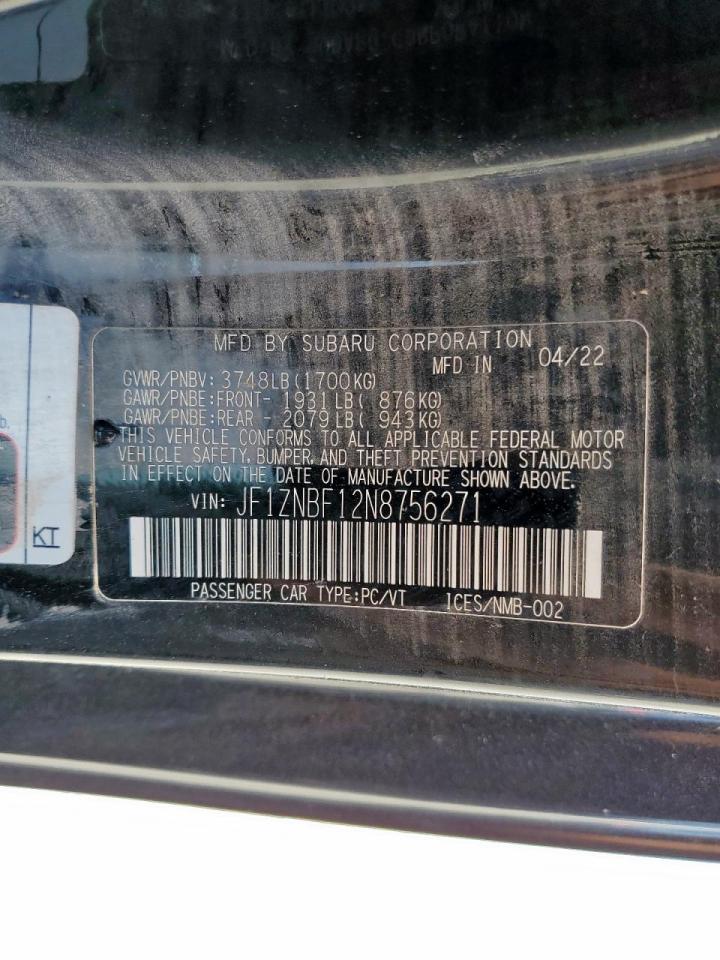 MFD BY SUBARU CORPORATION
MFD IN 04/22
GVWR/PNBV: 3748LB(1700KG)
GAWR/PNBE:FRONT- 1931LB( 876KG)
GAWR/PNBE:REAR - 2079LB( 943KG)
THIS VEHICLE CONFORMS TO ALL APPLICABLE FEDERAL MOTOR
VEHICLE SAFETY, BUMPER, AND THEFT PREVENTION STANDARDS
IN EFFECT ON THE DATE OF MANUFACTURE SHOWN ABOVE.
VIN: JF1ZNBF12N8756271
PASSENGER CAR TYPE:PC/VT ICES/NMB-002
KT